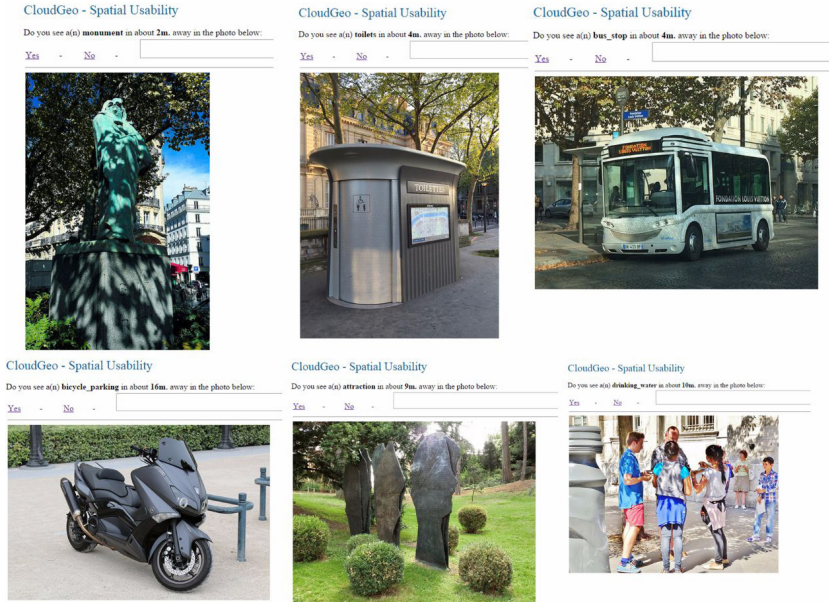 CloudGeo - Spatial Usability
Do you see a(n) monument in about 2m. away in the photo below:
Yes - No -
CloudGeo - Spatial Usability
Do you see a(n) toilets in about 4m. away in the photo below:
Yes - No -
TOILETTES
CloudGeo - Spatial Usability
Do you see a(n) bus_stop in about 4m. away in the photo below:
Yes - No -
FONDATION
LOUIS VUITTON
FONDATION LOUIS VUITTON
CloudGeo - Spatial Usability
Do you see a(n) bicycle_parking in about 16m. away in the photo below:
Yes - No -
CloudGeo - Spatial Usability
Do you see a(n) attraction in about 9m. away in the photo below:
Yes - No -
CloudGeo - Spatial Usability
Do you see a(n) drinking_water in about 10m. away in the photo below:
Yes - No -